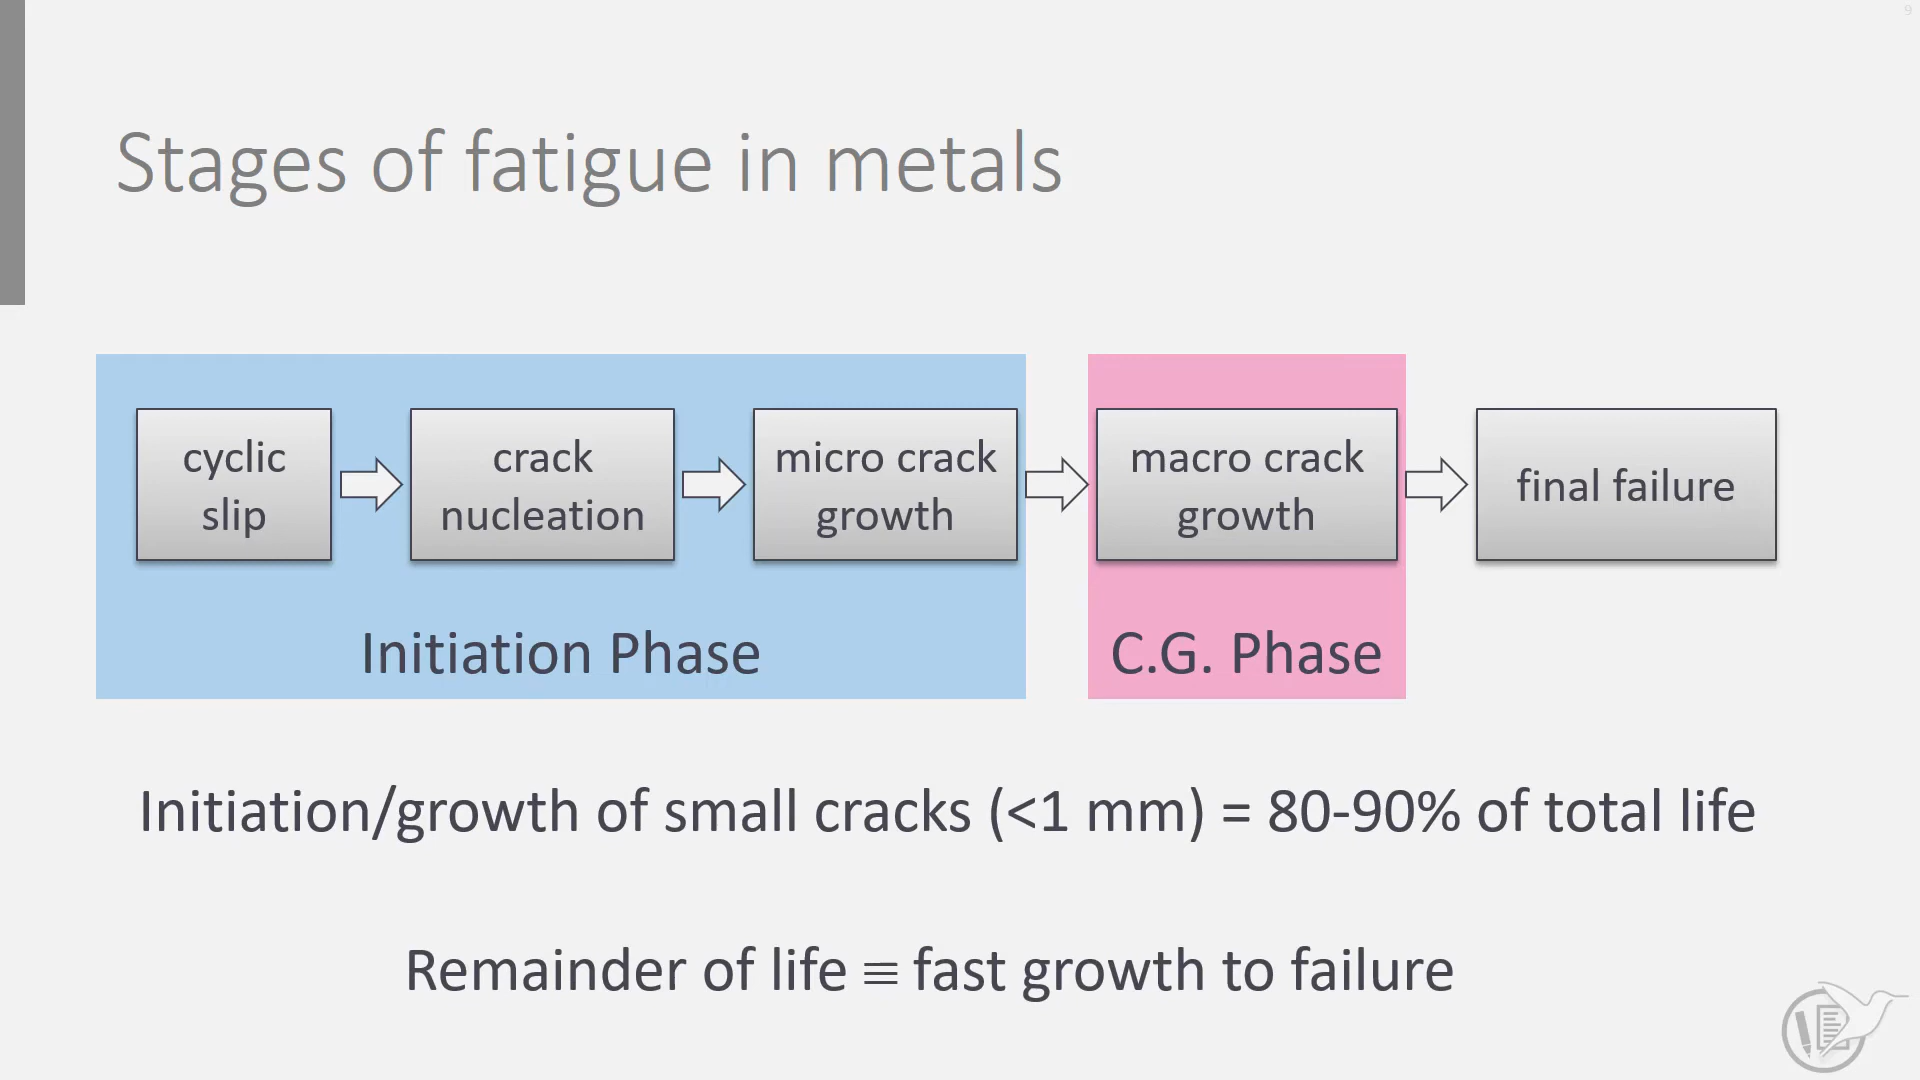 9
Stages of fatigue in metals
cyclic
slip
crack
nucleation
micro crack
growth
macro crack
growth
final failure
Initiation Phase
C.G. Phase
Initiation/growth of small cracks (<1 mm) = 80-90% of total life
Remainder of life ≡ fast growth to failure